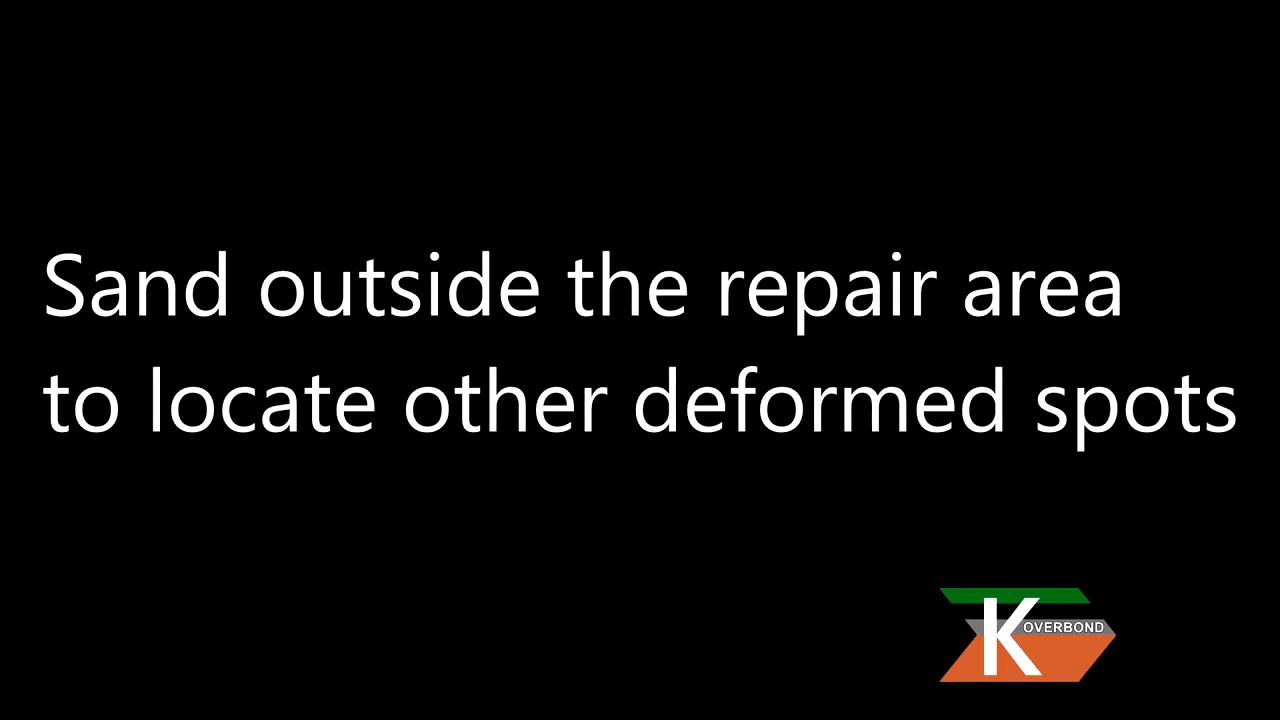 Sand outside the repair area
to locate other deformed spots
K OVERBOND